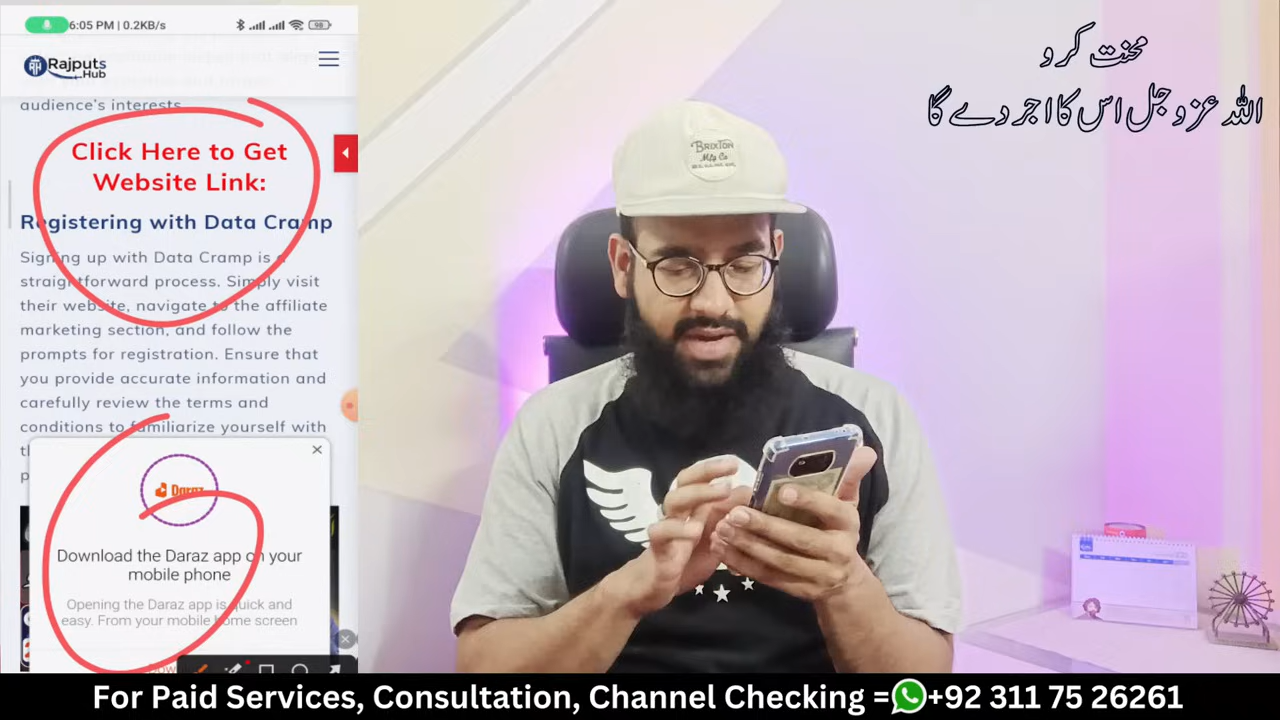 6:05 PM | 0.2KB/s
98
Rajputs
Hub
audience's interests.
Click Here to Get
Website Link:
Registering with Data Cramp
Signing up with Data Cramp is a
straightforward process. Simply visit
their website, navigate to the affiliate
marketing section, and follow the
prompts for registration. Ensure that
you provide accurate information and
carefully review the terms and
conditions to familiarize yourself with
Daraz
Download the Daraz app on your
mobile phone
Opening the Daraz app is quick and
easy. From your mobile home screen
محنت کرو
اللہ عزوجل اس کا اجر دے گا
BRIXTON
Mfg Co
For Paid Services, Consultation, Channel Checking = +92 311 75 26261